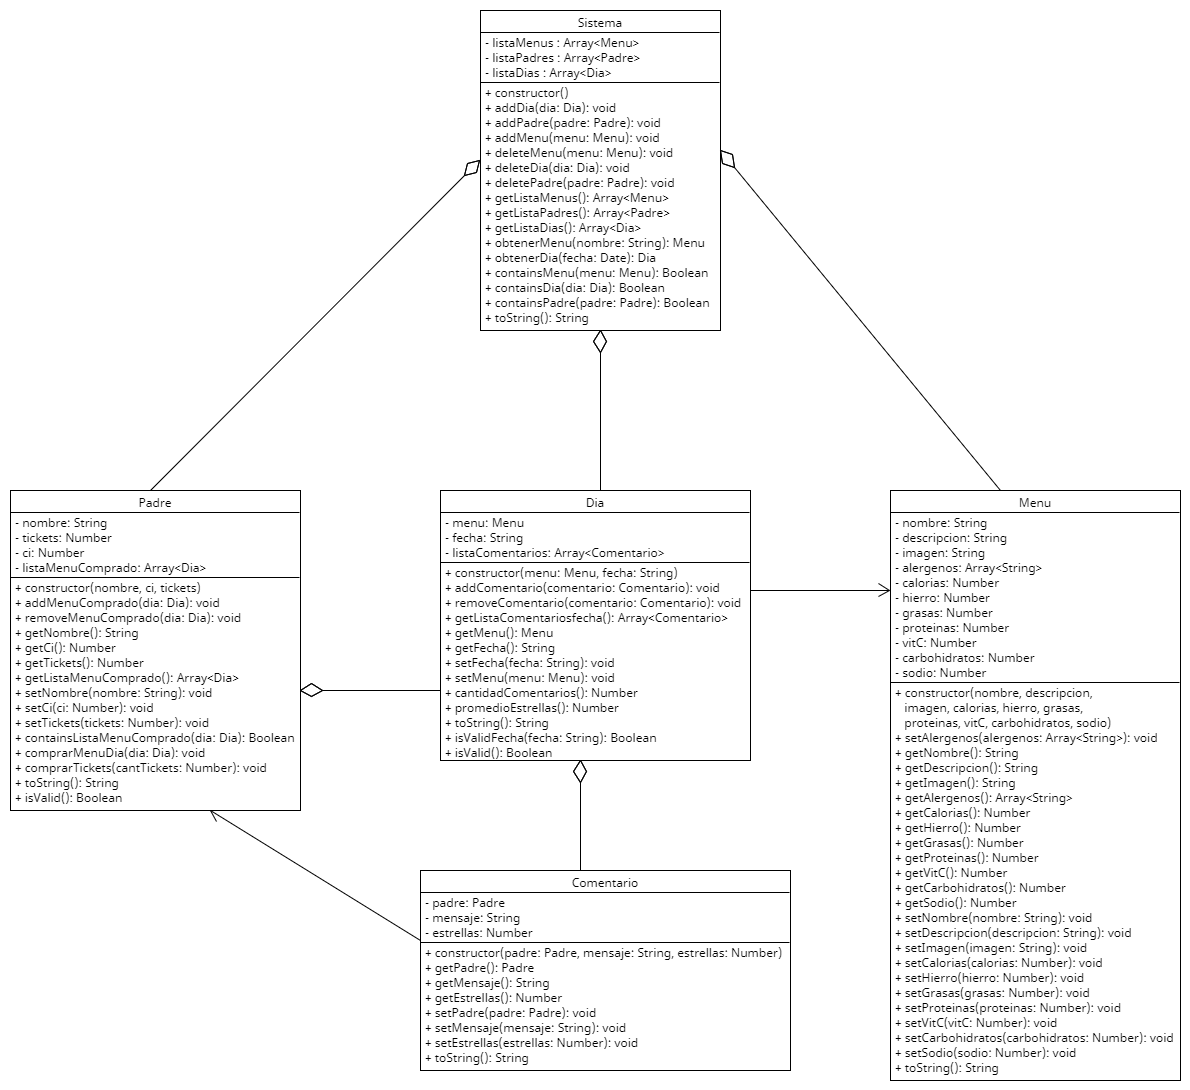 Sistema
- listaMenus : Array<Menu>
- listaPadres : Array<Padre>
- listaDias : Array<Dia>
+ constructor()
+ addDia(dia: Dia): void
+ addPadre(padre: Padre): void
+ addMenu(menu: Menu): void
+ deleteMenu(menu: Menu): void
+ deleteDia(dia: Dia): void
+ deletePadre(padre: Padre): void
+ getListaMenus(): Array<Menu>
+ getListaPadres(): Array<Padre>
+ getListaDias(): Array<Dia>
+ obtenerMenu(nombre: String): Menu
+ obtenerDia(fecha: Date): Dia
+ containsMenu(menu: Menu): Boolean
+ containsDia(dia: Dia): Boolean
+ containsPadre(padre: Padre): Boolean
+ toString(): String
Padre
- nombre: String
- tickets: Number
- ci: Number
- listaMenuComprado: Array<Dia>
+ constructor(nombre, ci, tickets)
+ addMenuComprado(dia: Dia): void
+ removeMenuComprado(dia: Dia): void
+ getNombre(): String
+ getCi(): Number
+ getTickets(): Number
+ getListaMenuComprado(): Array<Dia>
+ setNombre(nombre: String): void
+ setCi(ci: Number): void
+ setTickets(tickets: Number): void
+ containsListaMenuComprado(dia: Dia): Boolean
+ comprarMenuDia(dia: Dia): void
+ comprarTickets(cantTickets: Number): void
+ toString(): String
+ isValid(): Boolean
Dia
- menu: Menu
- fecha: String
- listaComentarios: Array<Comentario>
+ constructor(menu: Menu, fecha: String)
+ addComentario(comentario: Comentario): void
+ removeComentario(comentario: Comentario): void
+ getListaComentariosfecha(): Array<Comentario>
+ getMenu(): Menu
+ getFecha(): String
+ setFecha(fecha: String): void
+ setMenu(menu: Menu): void
+ cantidadComentarios(): Number
+ promedioEstrellas(): Number
+ toString(): String
+ isValidFecha(fecha: String): Boolean
+ isValid(): Boolean
Menu
- nombre: String
- descripcion: String
- imagen: String
- alergenos: Array<String>
- calorias: Number
- hierro: Number
- grasas: Number
- proteinas: Number
- vitC: Number
- carbohidratos: Number
- sodio: Number
+ constructor(nombre, descripcion,
imagen, calorias, hierro, grasas,
proteinas, vitC, carbohidratos, sodio)
+ setAlergenos(alergenos: Array<String>): void
+ getNombre(): String
+ getDescripcion(): String
+ getImagen(): String
+ getAlergenos(): Array<String>
+ getCalorias(): Number
+ getHierro(): Number
+ getGrasas(): Number
+ getProteinas(): Number
+ getVitC(): Number
+ getCarbohidratos(): Number
+ getSodio(): Number
+ setNombre(nombre: String): void
+ setDescripcion(descripcion: String): void
+ setImagen(imagen: String): void
+ setCalorias(calorias: Number): void
+ setHierro(hierro: Number): void
+ setGrasas(grasas: Number): void
+ setProteinas(proteinas: Number): void
+ setVitC(vitC: Number): void
+ setCarbohidratos(carbohidratos: Number): void
+ setSodio(sodio: Number): void
+ toString(): String
Comentario
- padre: Padre
- mensaje: String
- estrellas: Number
+ constructor(padre: Padre, mensaje: String, estrellas: Number)
+ getPadre(): Padre
+ getMensaje(): String
+ getEstrellas(): Number
+ setPadre(padre: Padre): void
+ setMensaje(mensaje: String): void
+ setEstrellas(estrellas: Number): void
+ toString(): String